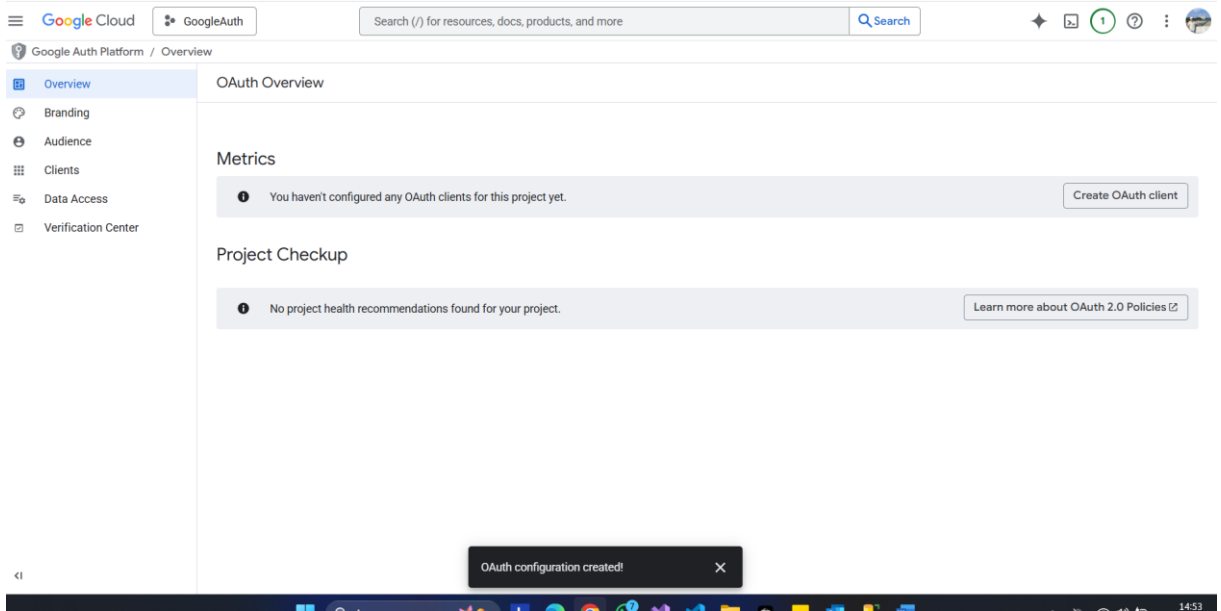 Google Cloud
GoogleAuth
Search (/) for resources, docs, products, and more
Search
1
Google Auth Platform / Overview
Overview
Branding
Audience
Clients
Data Access
Verification Center
OAuth Overview
Metrics
You haven't configured any OAuth clients for this project yet.
Create OAuth client
Project Checkup
No project health recommendations found for your project.
Learn more about OAuth 2.0 Policies
OAuth configuration created!
14:53